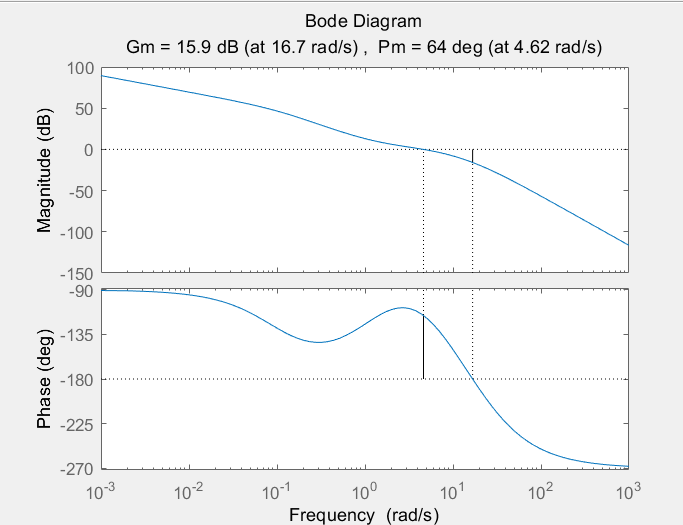 Bode Diagram
Gm = 15.9 dB (at 16.7 rad/s) , Pm = 64 deg (at 4.62 rad/s)
100
50
0
-50
-100
-150
Magnitude (dB)
-90
-135
-180
-225
-270
Phase (deg)
10^-3 10^-2 10^-1 10^0 10^1 10^2 10^3
Frequency (rad/s)